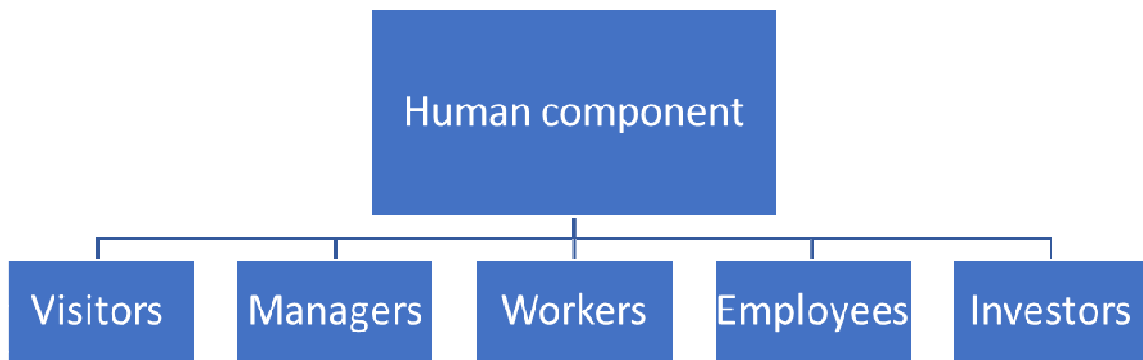 Human component
Visitors
Managers
Workers
Employees
Investors